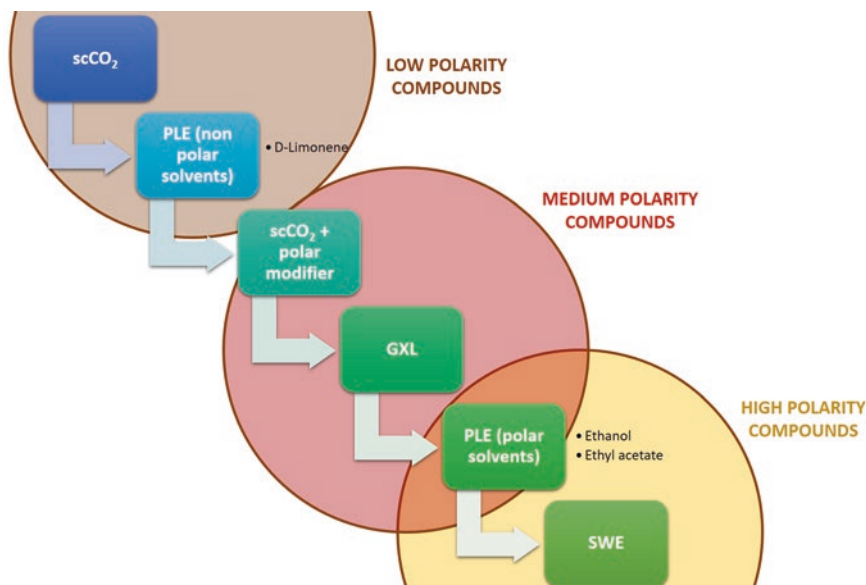 scCO₂
LOW POLARITY
COMPOUNDS
PLE (non
polar
solvents)
• D-Limonene
MEDIUM POLARITY
COMPOUNDS
scCO₂ +
polar
modifier
GXL
HIGH POLARITY
COMPOUNDS
PLE (polar
solvents)
• Ethanol
• Ethyl acetate
SWE